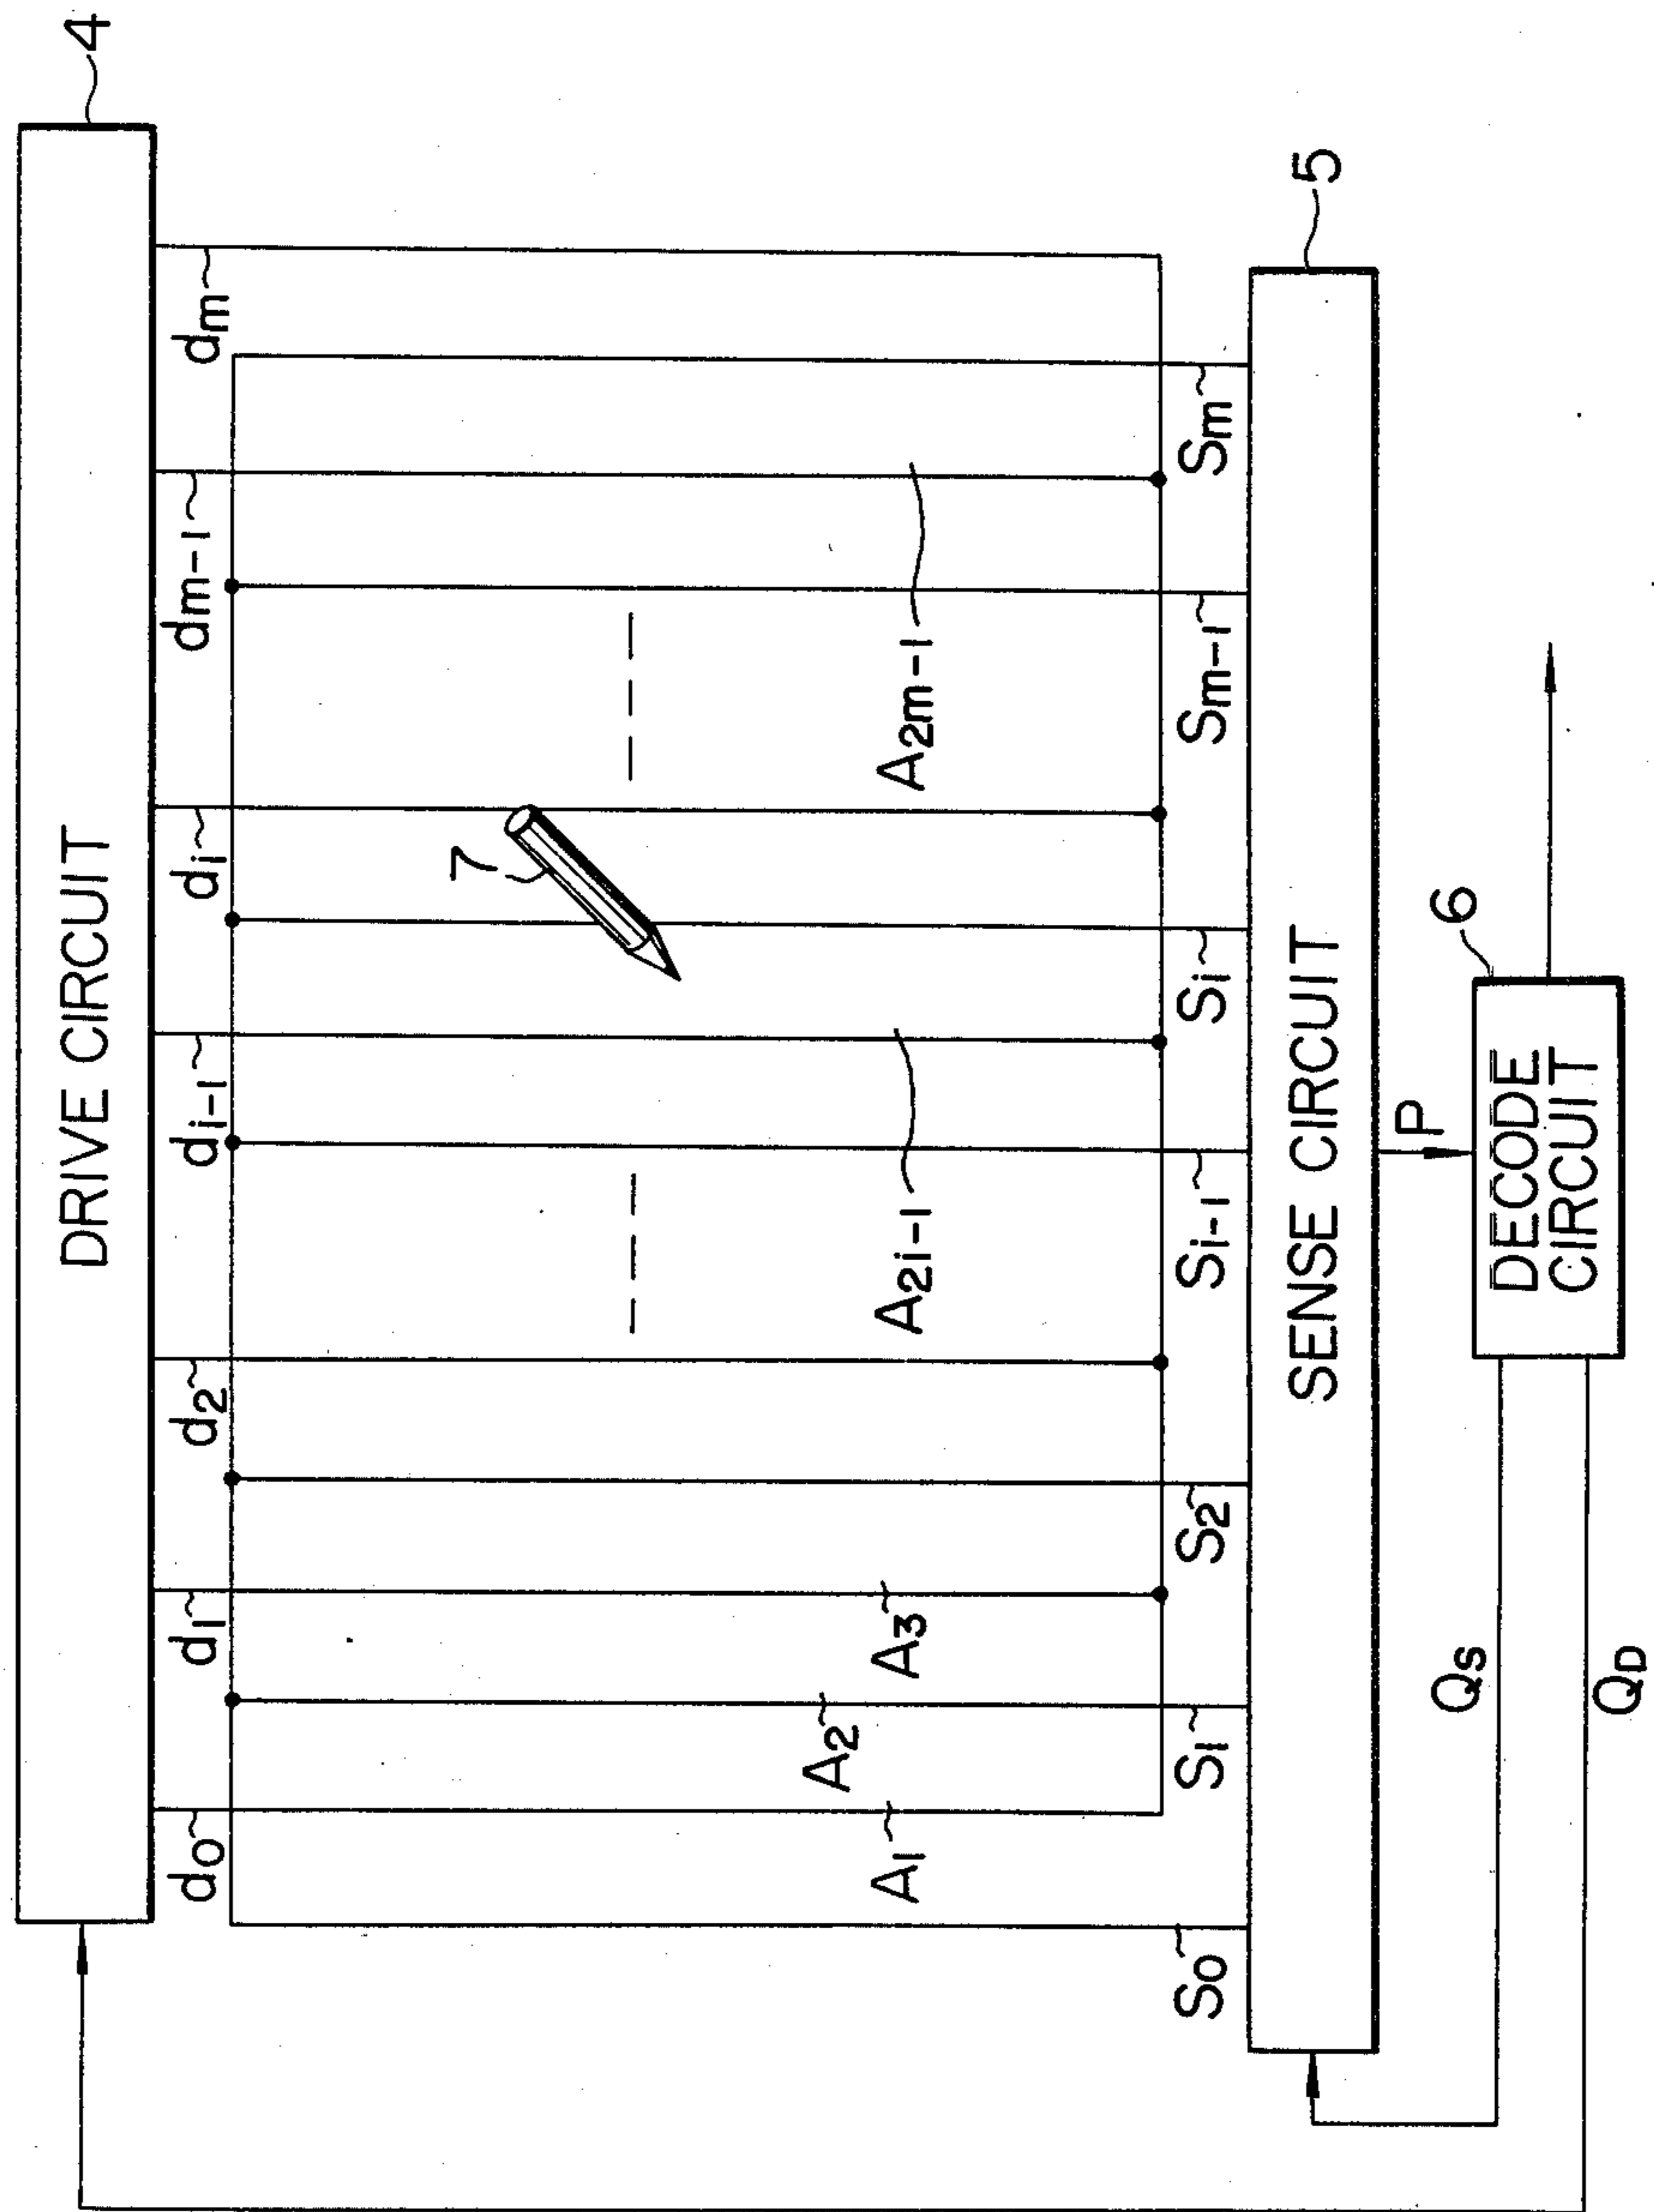 4
DRIVE CIRCUIT
d0 d1 d2 di-1 di dm-1 dm
7
A1 A2 A3 A2i-1 A2m-1
S0 S1 S2 Si-1 Si Sm-1 Sm
5
SENSE CIRCUIT
P
6
DECODE
CIRCUIT
QS
QD